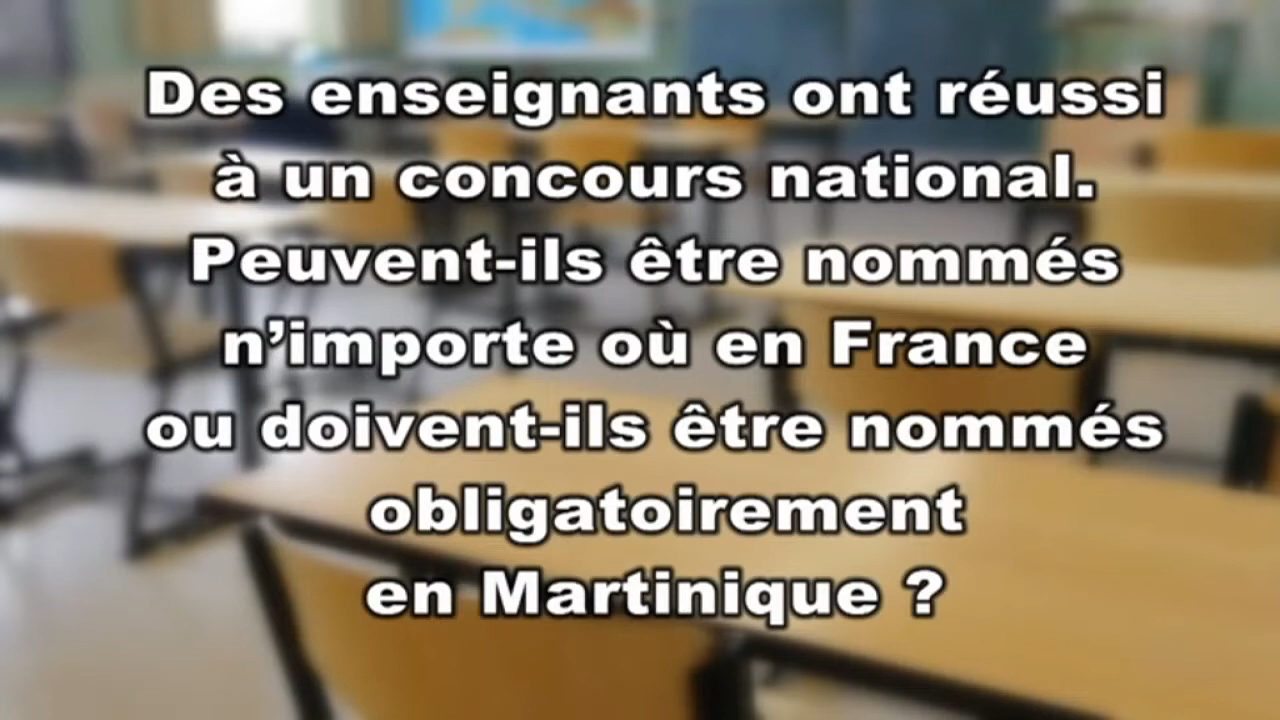 Des enseignants ont réussi
à un concours national.
Peuvent-ils être nommés
n’importe où en France
ou doivent-ils être nommés
obligatoirement
en Martinique ?